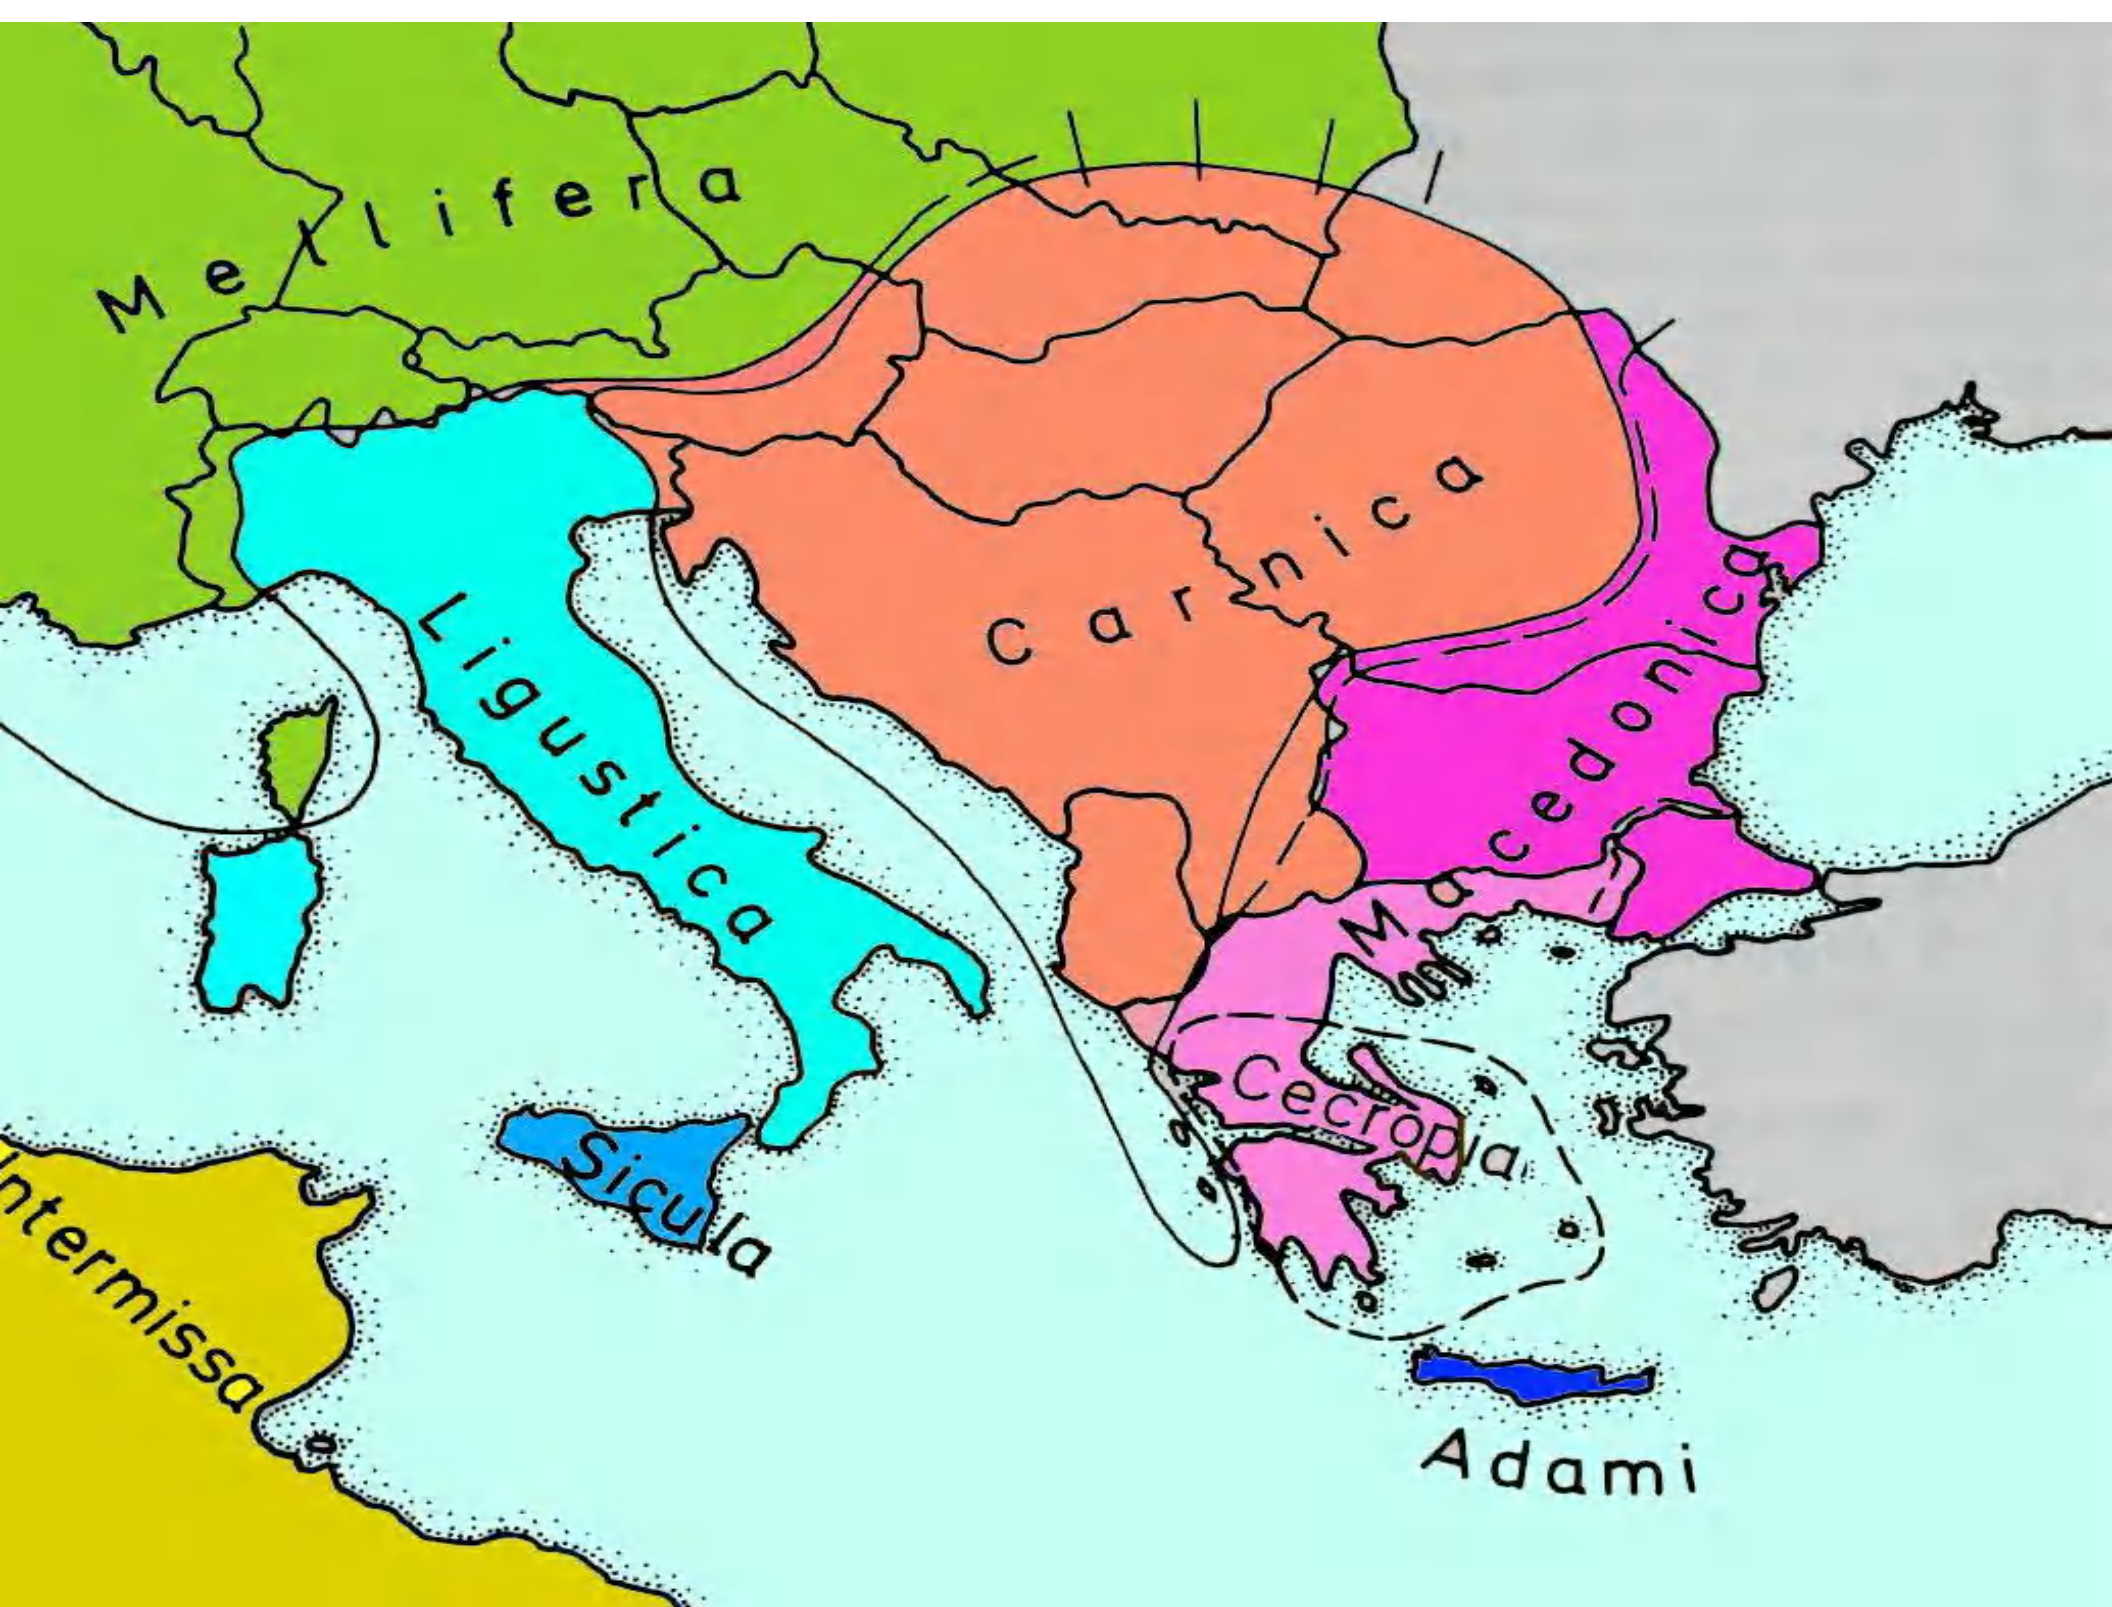 Mellifera
Carnica
Ligustica
Macedonica
Cecropia
Sicula
Intermissa
Adami